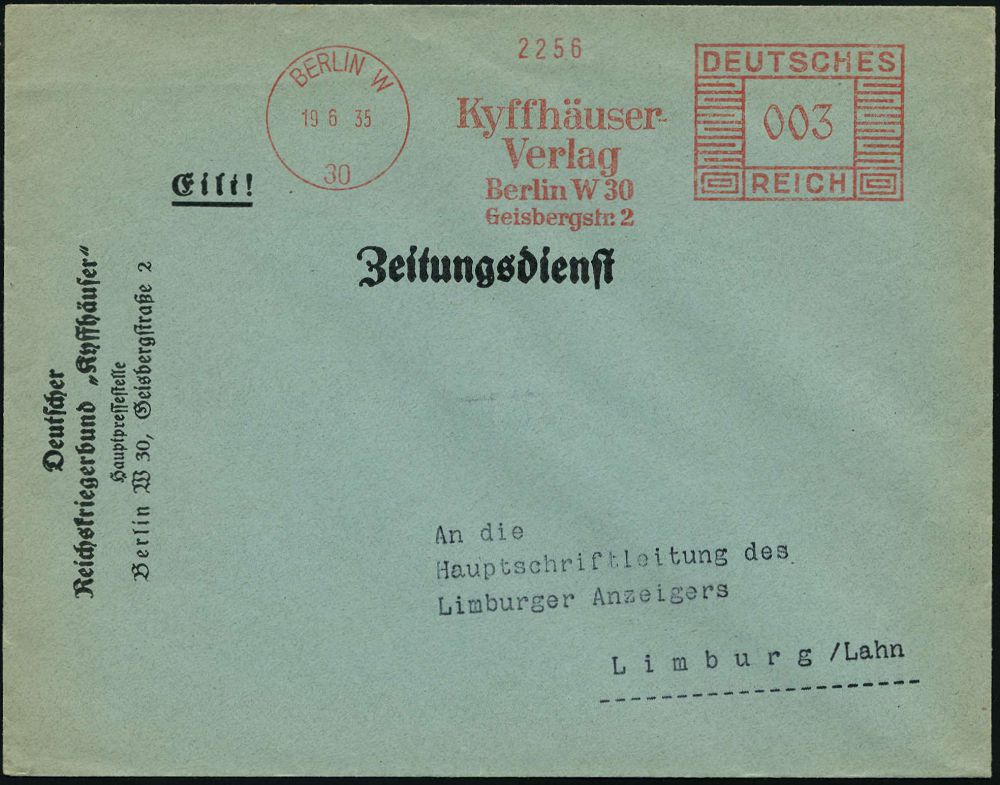 BERLIN W
19 6 35
30
2256
Kyffhäuser-
Verlag
Berlin W 30
Geisbergstr. 2
DEUTSCHES
003
REICH
Eilt!
Zeitungsdienst
Deutscher
Reichskriegerbund „Kyffhäuser“
Hauptpressestelle
Berlin W 30, Geisbergstraße 2
An die
Hauptschriftleitung des
Limburger Anzeigers
L i m b u r g /Lahn